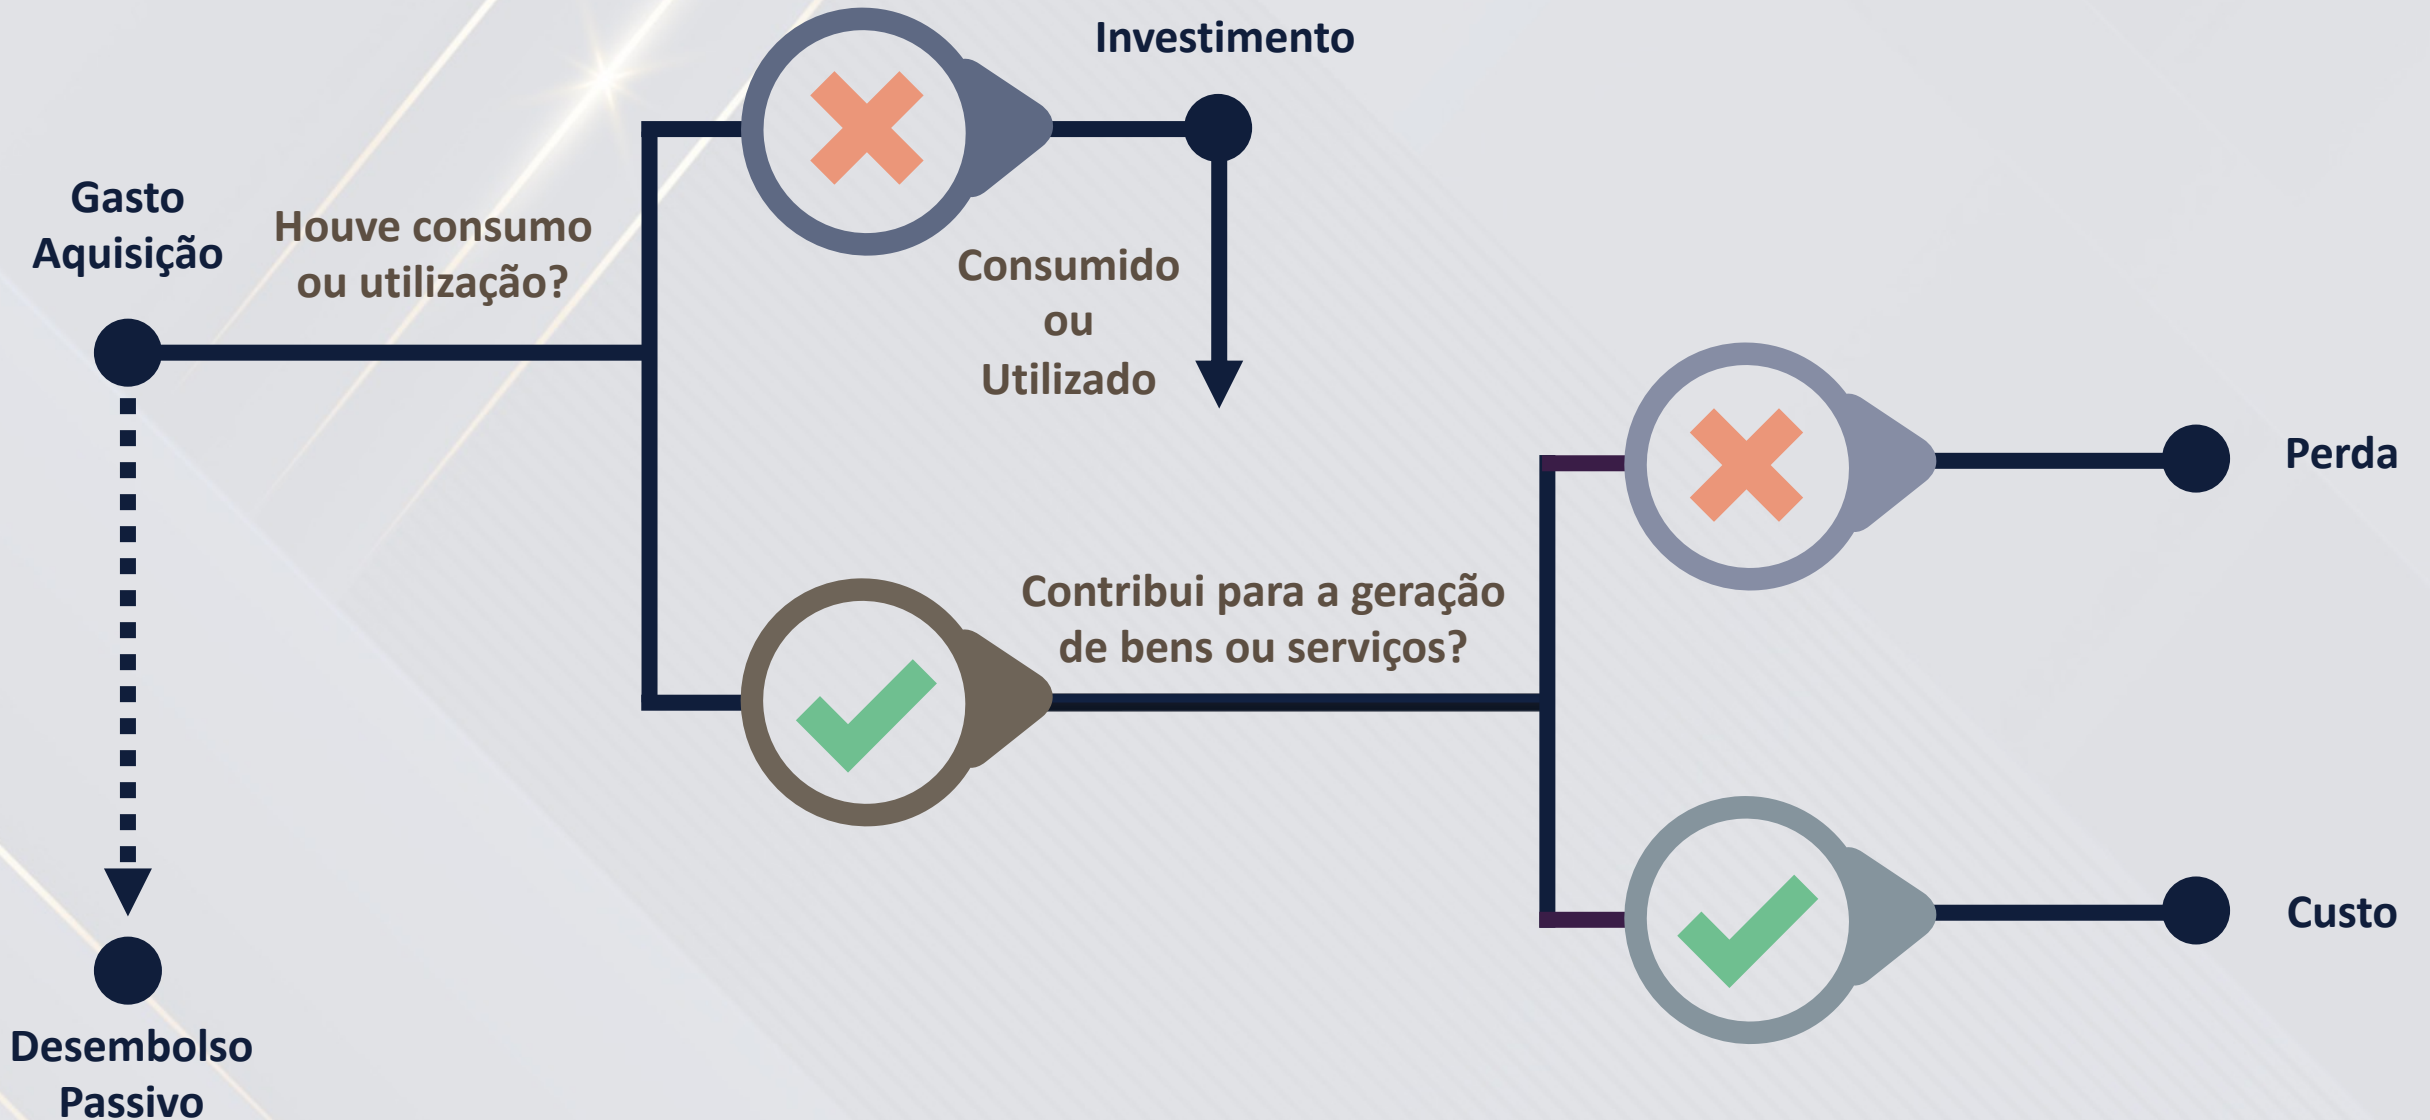 Investimento
Gasto
Aquisição
Houve consumo
ou utilização?
Consumido
ou
Utilizado
Perda
Contribui para a geração
de bens ou serviços?
Custo
Desembolso
Passivo